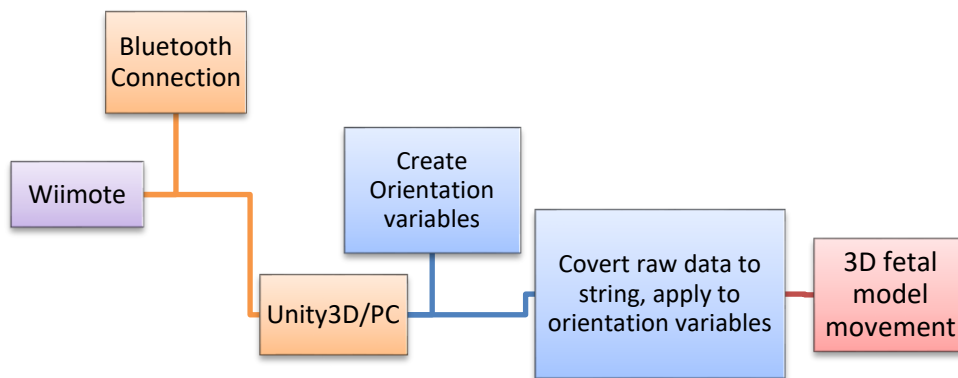 Bluetooth
Connection
Wiimote
Create
Orientation
variables
Unity3D/PC
Covert raw data to
string, apply to
orientation variables
3D fetal
model
movement